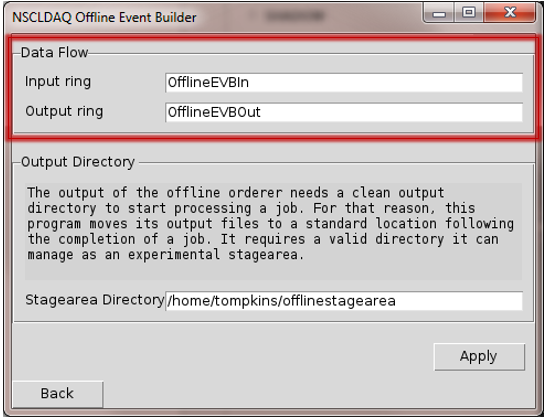 NSCLDAQ Offline Event Builder
Data Flow
Input ring OfflineEVBIn
Output ring OfflineEVBOut
Output Directory
The output of the offline orderer needs a clean output
directory to start processing a job. For that reason, this
program moves its output files to a standard location following
the completion of a job. It requires a valid directory it can
manage as an experimental stagearea.
Stagearea Directory /home/tompkins/offlinestagearea
Apply
Back